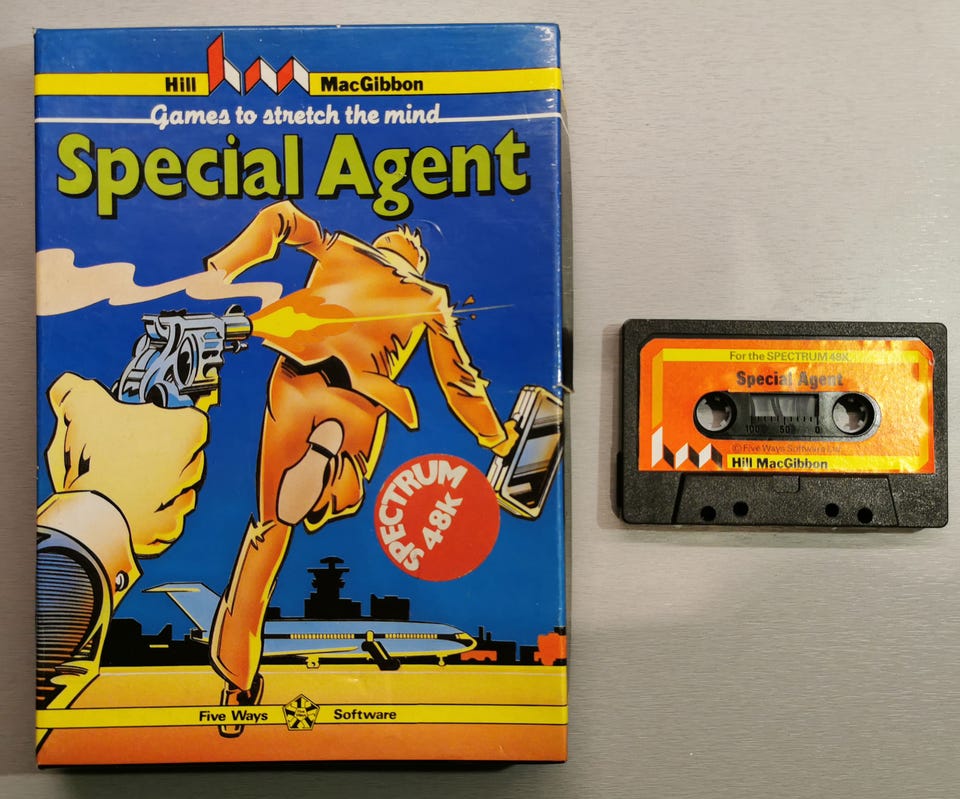 Hill MacGibbon
Games to stretch the mind
Special Agent
SPECTRUM
48K
Five Ways Software
For the SPECTRUM 48K
Special Agent
100 50 0
© Five Ways Software
Hill MacGibbon